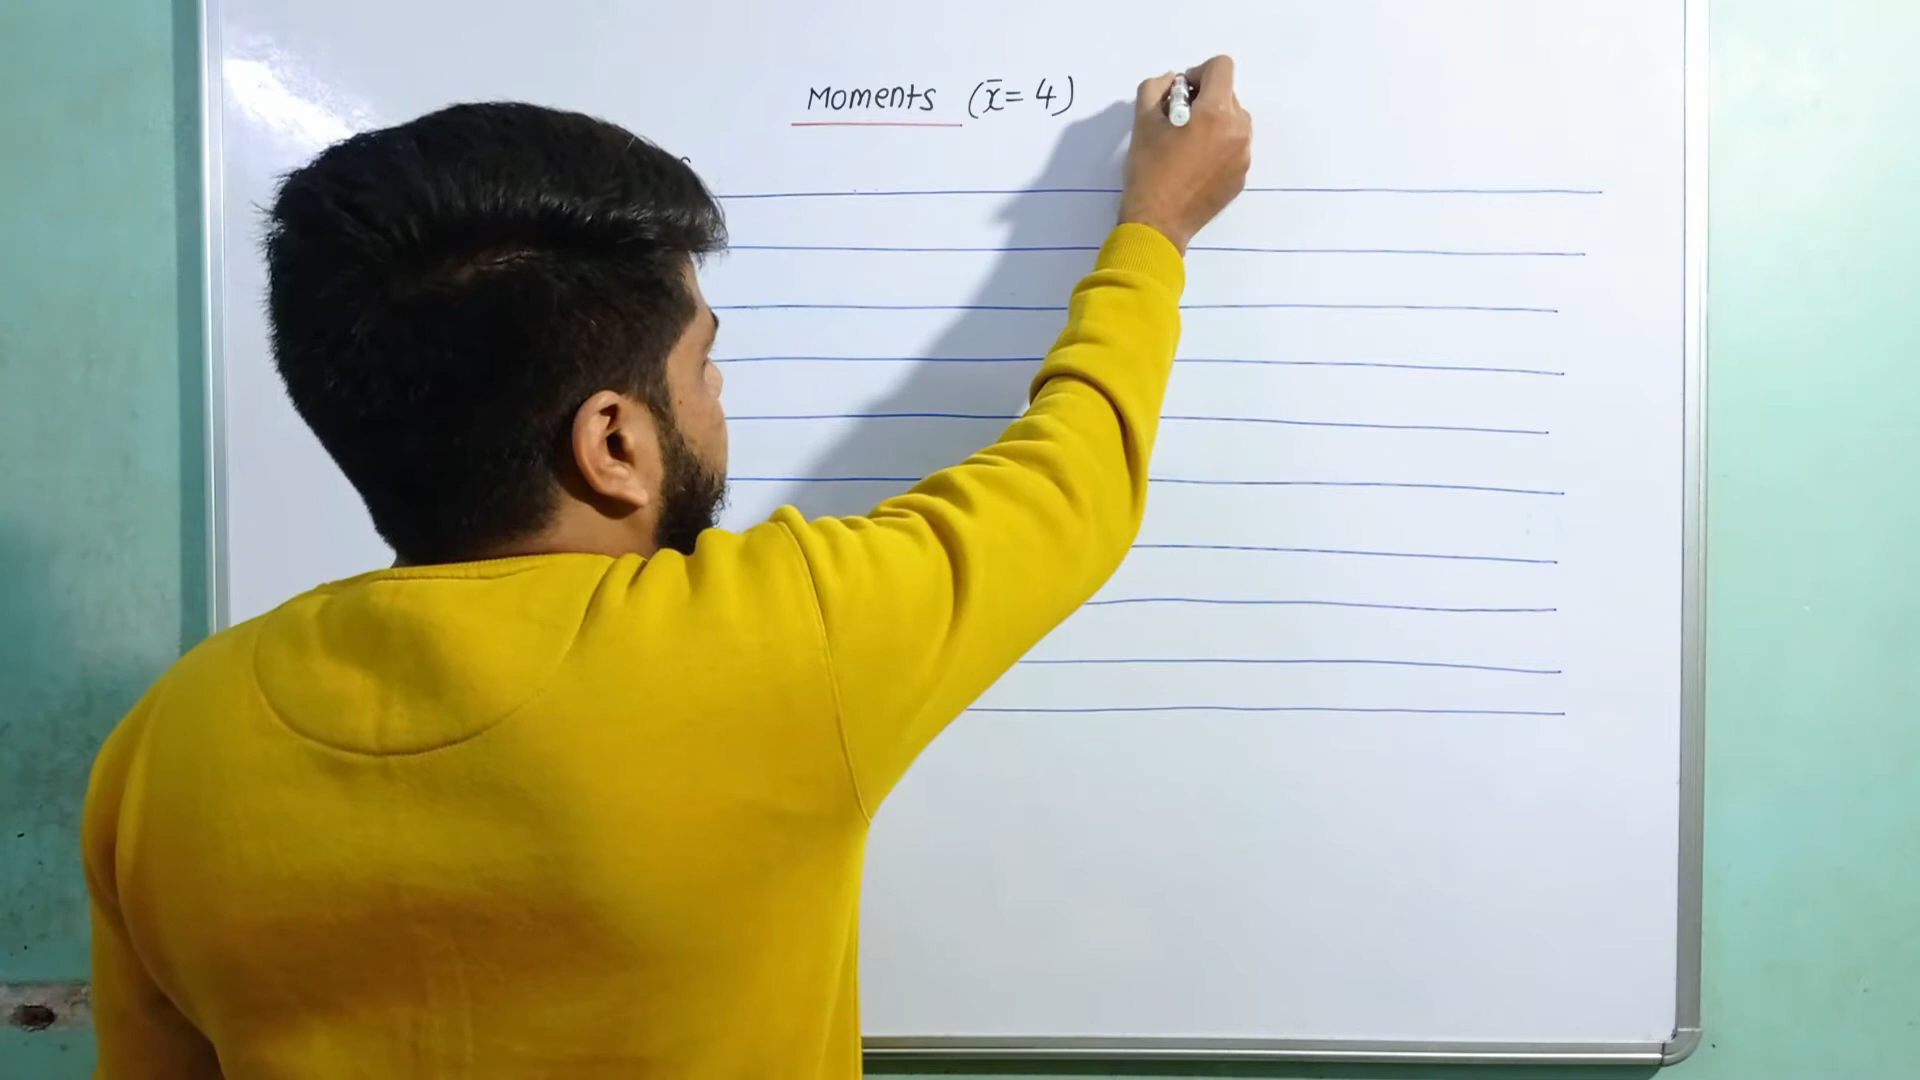 Moments (x̄ = 4)